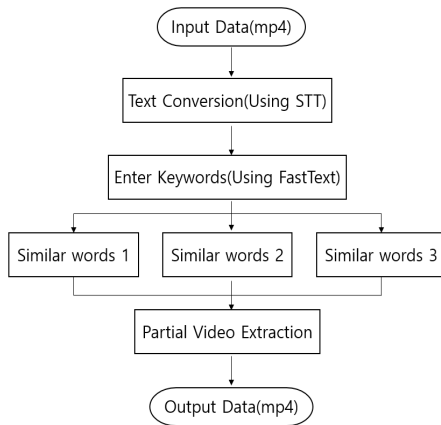 Input Data(mp4)
Text Conversion(Using STT)
Enter Keywords(Using FastText)
Similar words 1
Similar words 2
Similar words 3
Partial Video Extraction
Output Data(mp4)